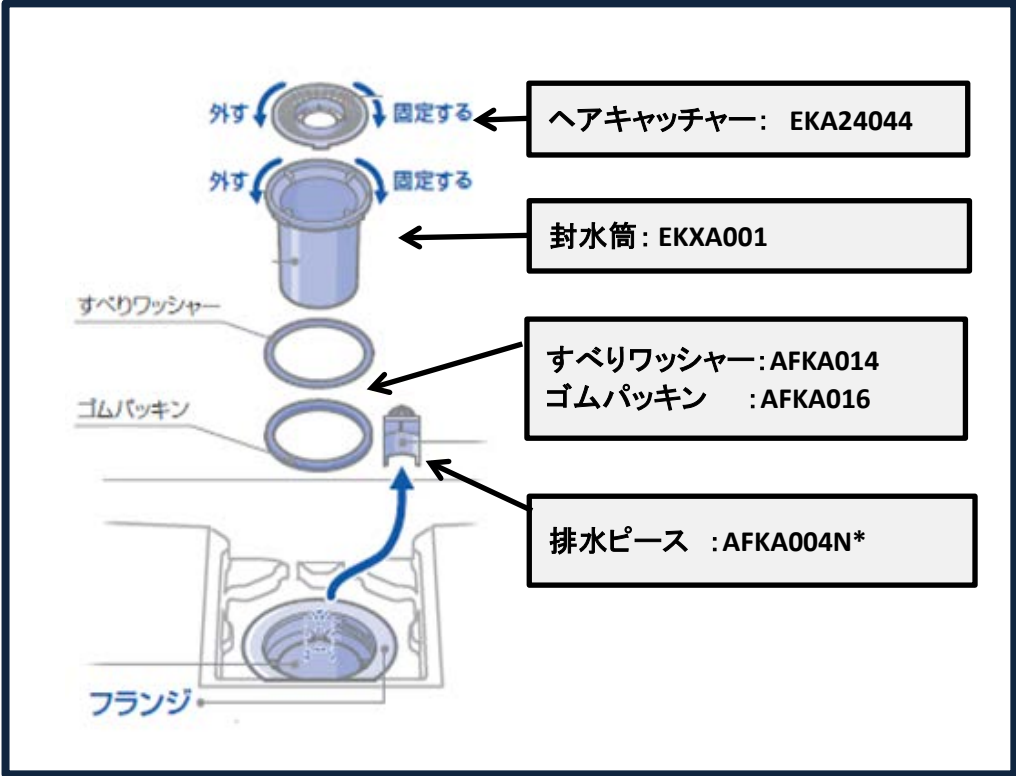 外す
固定する
ヘアキャッチャー： EKA24044
外す
固定する
封水筒：EKXA001
すべりワッシャー
すべりワッシャー：AFKA014
ゴムパッキン ：AFKA016
ゴムパッキン
排水ピース ：AFKA004N*
フランジ